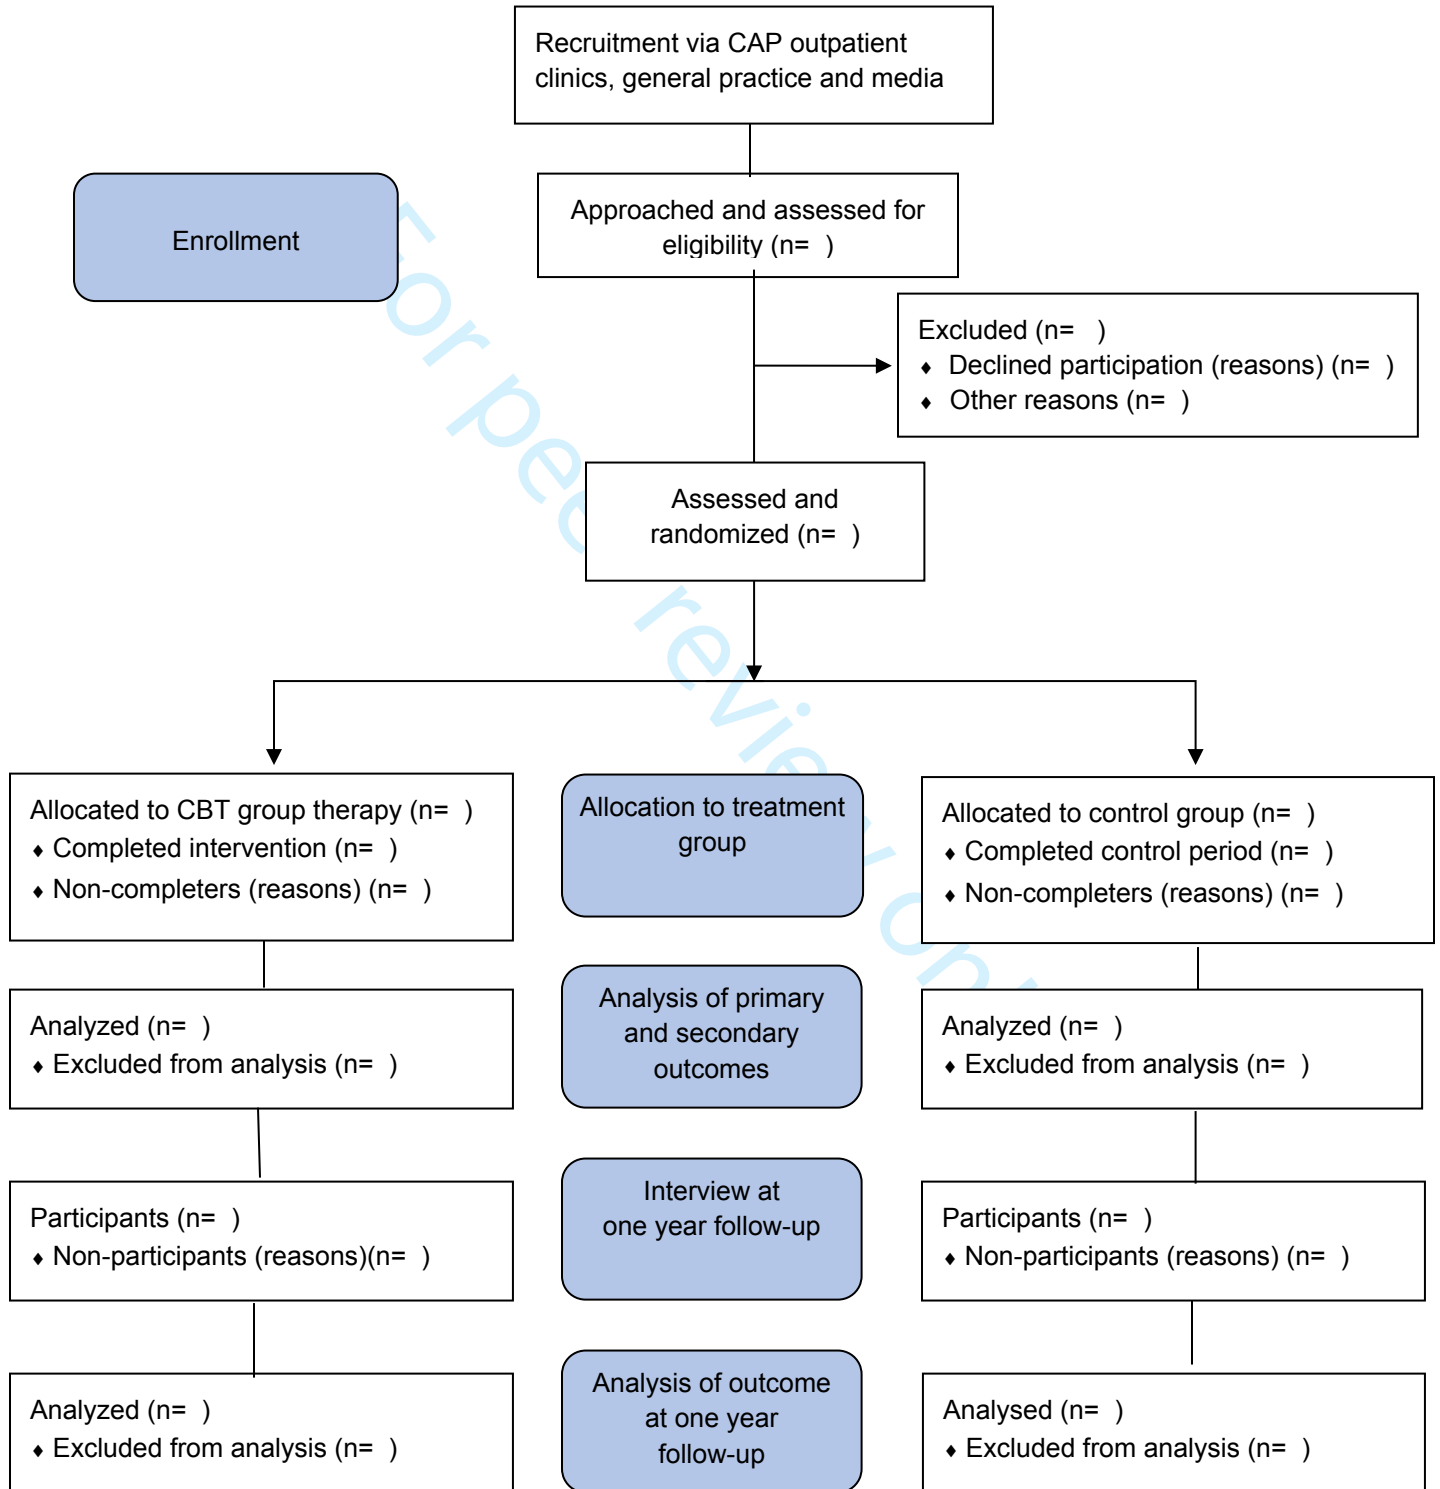 Recruitment via CAP outpatient
clinics, general practice and media
Enrollment
Approached and assessed for
eligibility (n=  )
Excluded (n=   )
♦ Declined participation (reasons) (n=  )
♦ Other reasons (n=  )
Assessed and
randomized (n=  )
Allocated to CBT group therapy (n=  )
♦ Completed intervention (n=  )
♦ Non-completers (reasons) (n=  )
Allocation to treatment
group
Allocated to control group (n=  )
♦ Completed control period (n=  )
♦ Non-completers (reasons) (n=  )
Analyzed (n=  )
♦ Excluded from analysis (n=  )
Analysis of primary
and secondary
outcomes
Analyzed (n=  )
♦ Excluded from analysis (n=  )
Participants (n=  )
♦ Non-participants (reasons)(n=  )
Interview at
one year follow-up
Participants (n=  )
♦ Non-participants (reasons) (n=  )
Analyzed (n=  )
♦ Excluded from analysis (n=  )
Analysis of outcome
at one year
follow-up
Analysed (n=  )
♦ Excluded from analysis (n=  )
For peer review on